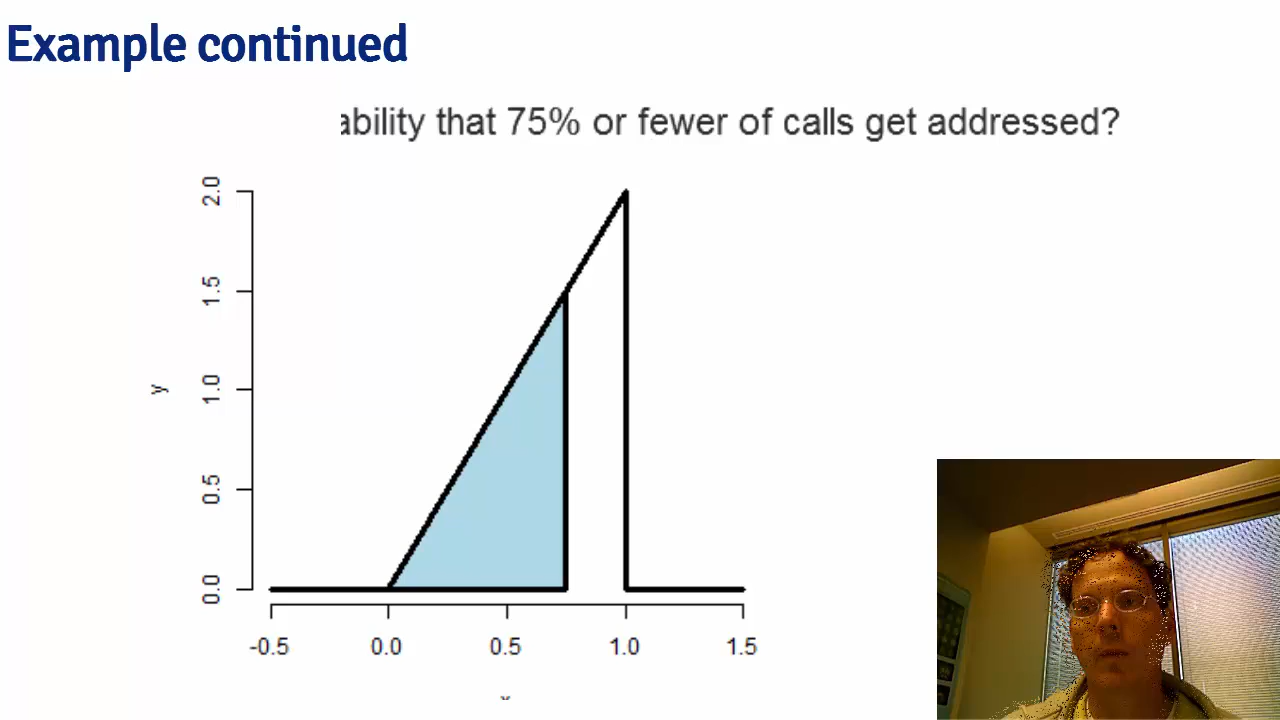 Example continued
ability that 75% or fewer of calls get addressed?
2.0
1.5
y
1.0
0.5
0.0
-0.5 0.0 0.5 1.0 1.5